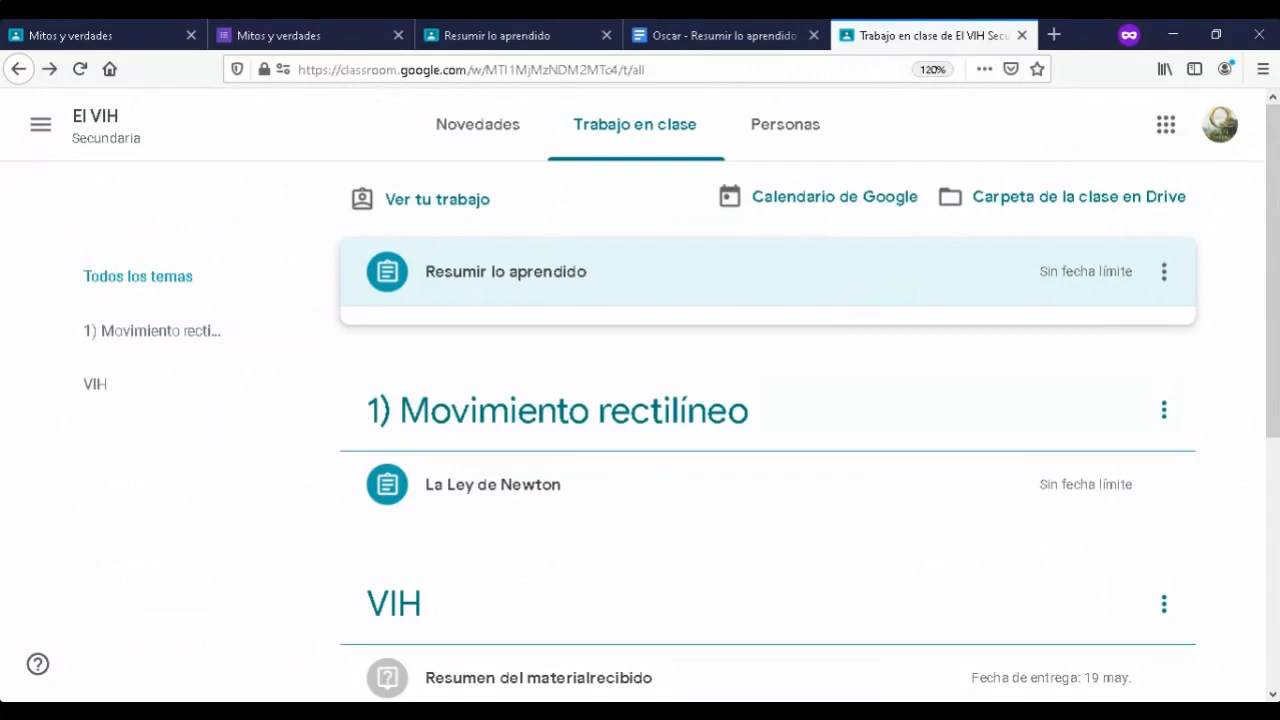 Mitos y verdades
Mitos y verdades
Resumir lo aprendido
Oscar - Resumir lo aprendido
Trabajo en clase de El VIH Secu
https://classroom.google.com/w/MTI1MjMzNDM2MTc4/t/all
120%
El VIH
Secundaria
Novedades
Trabajo en clase
Personas
Ver tu trabajo
Calendario de Google
Carpeta de la clase en Drive
Todos los temas
1) Movimiento recti...
VIH
Resumir lo aprendido
Sin fecha límite
1) Movimiento rectilíneo
La Ley de Newton
Sin fecha límite
VIH
Resumen del materialrecibido
Fecha de entrega: 19 may.